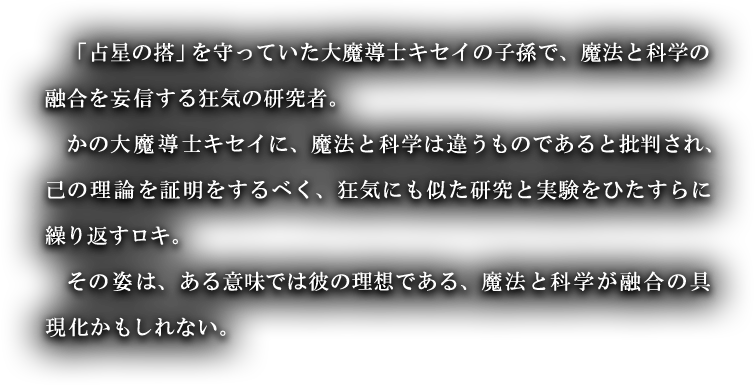 「占星の搭」を守っていた大魔導士キセイの子孫で、魔法と科学の
融合を妄信する狂気の研究者。
かの大魔導士キセイに、魔法と科学は違うものであると批判され、
己の理論を証明をするべく、狂気にも似た研究と実験をひたすらに
繰り返すロキ。
その姿は、ある意味では彼の理想である、魔法と科学が融合の具
現化かもしれない。